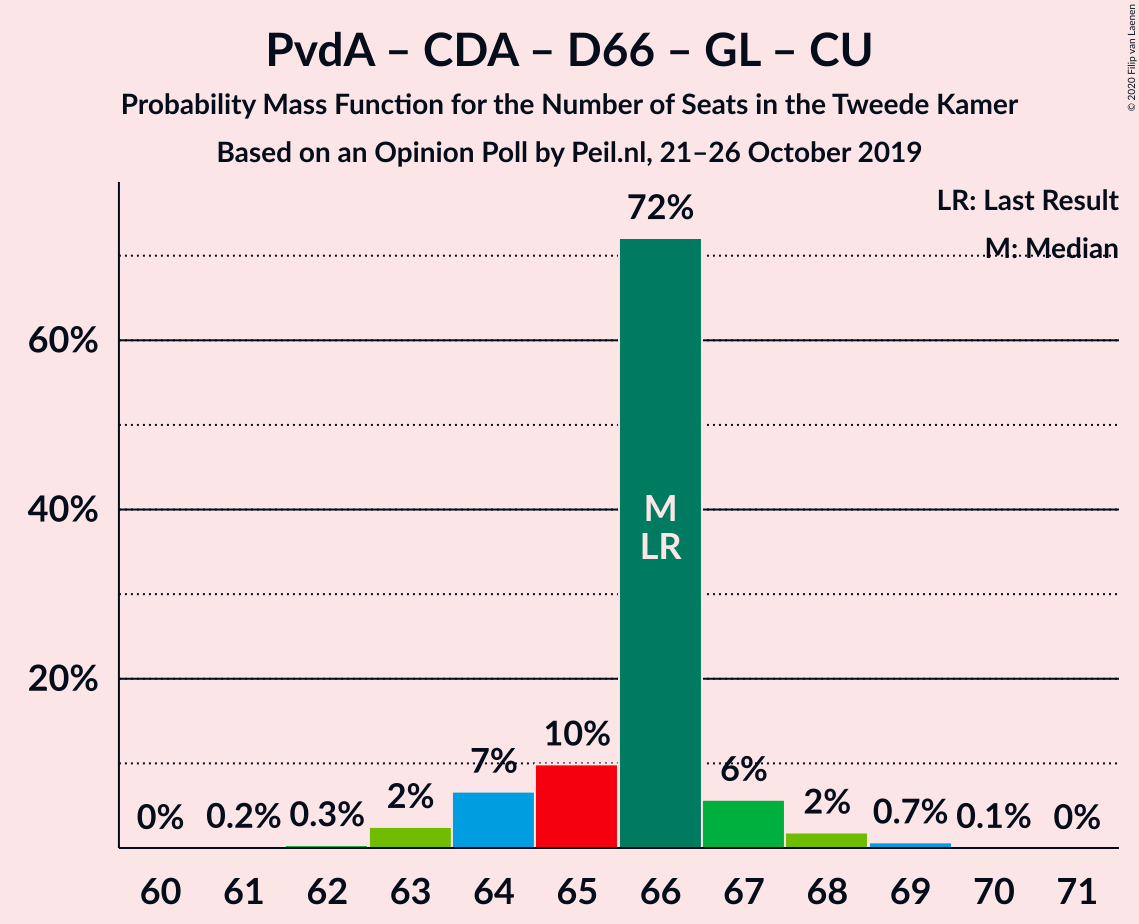 PvdA – CDA – D66 – GL – CU
Probability Mass Function for the Number of Seats in the Tweede Kamer
Based on an Opinion Poll by Peil.nl, 21–26 October 2019
© 2020 Filip van Laenen
LR: Last Result
M: Median
72%
60%
40%
20%
M
LR
0%
0.2%
0.3%
2%
7%
10%
6%
2%
0.7%
0.1%
0%
60 61 62 63 64 65 66 67 68 69 70 71